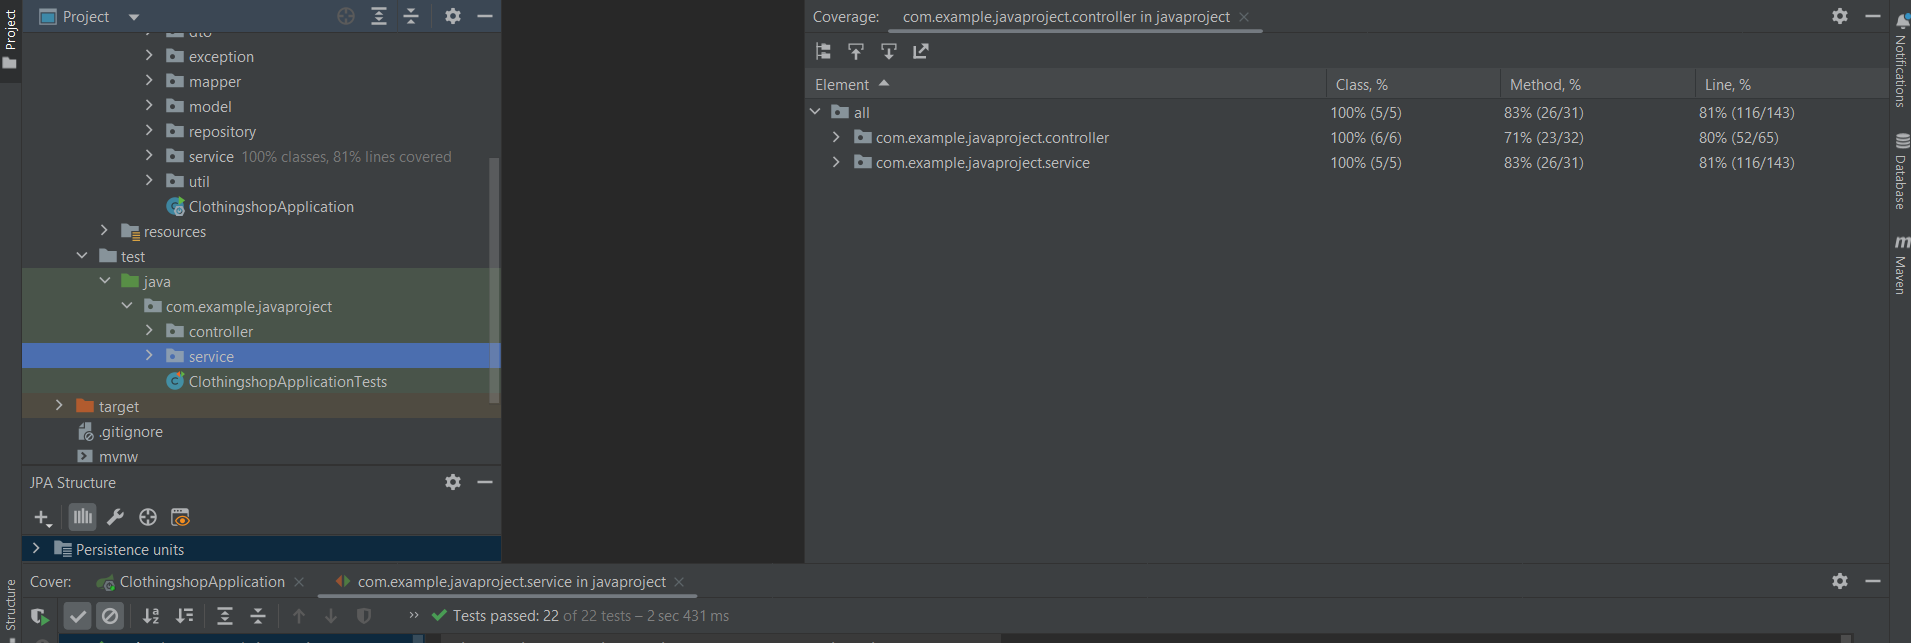 Project
Project
dto
exception
mapper
model
repository
service 100% classes, 81% lines covered
util
ClothingshopApplication
resources
test
java
com.example.javaproject
controller
service
ClothingshopApplicationTests
target
.gitignore
mvnw
JPA Structure
Persistence units
Structure
Coverage: com.example.javaproject.controller in javaproject
Element Class, % Method, % Line, %
all 100% (5/5) 83% (26/31) 81% (116/143)
com.example.javaproject.controller 100% (6/6) 71% (23/32) 80% (52/65)
com.example.javaproject.service 100% (5/5) 83% (26/31) 81% (116/143)
Notifications
Database
m
Maven
Cover: ClothingshopApplication com.example.javaproject.service in javaproject
Tests passed: 22 of 22 tests – 2 sec 431 ms